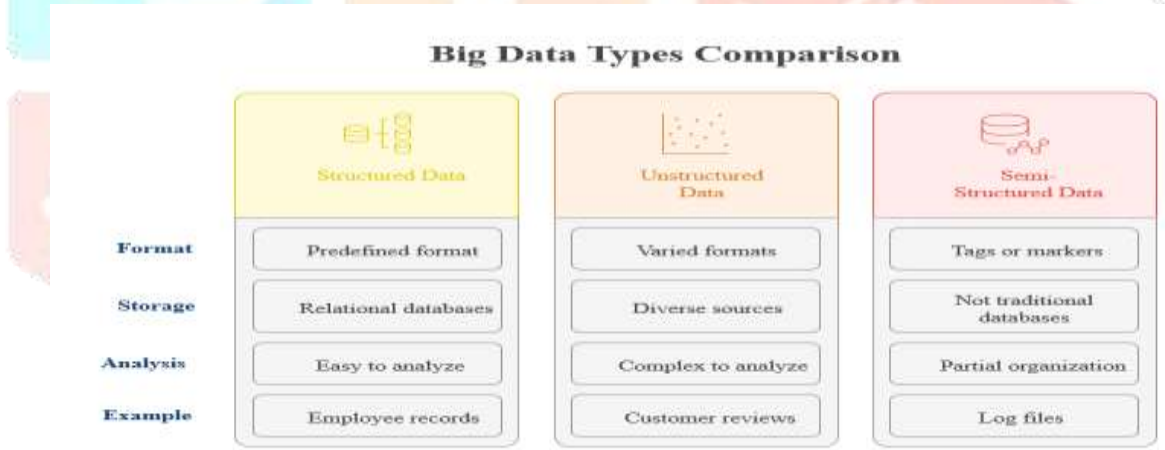 Big Data Types Comparison
Structured Data
Unstructured
Data
Semi-
Structured Data
Format
Predefined format
Varied formats
Tags or markers
Storage
Relational databases
Diverse sources
Not traditional
databases
Analysis
Easy to analyze
Complex to analyze
Partial organization
Example
Employee records
Customer reviews
Log files